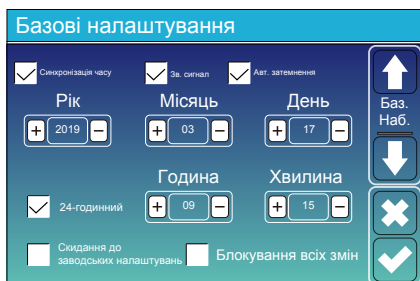 Базові налаштування
Синхронізація часу
Зв. сигнал
Авт. затемнення
Рік
Місяць
День
+ 2019 −
+ 03 −
+ 17 −
Баз.
Наб.
Година
Хвилина
24-годинний
+ 09 −
+ 15 −
Скидання до
заводських налаштувань
Блокування всіх змін